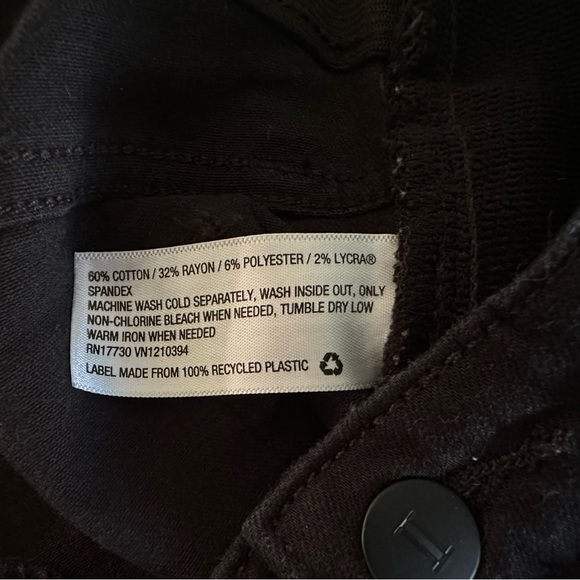 60% COTTON / 32% RAYON / 6% POLYESTER / 2% LYCRA®
SPANDEX
MACHINE WASH COLD SEPARATELY, WASH INSIDE OUT, ONLY
NON-CHLORINE BLEACH WHEN NEEDED, TUMBLE DRY LOW
WARM IRON WHEN NEEDED
RN17730 VN1210394
LABEL MADE FROM 100% RECYCLED PLASTIC
I